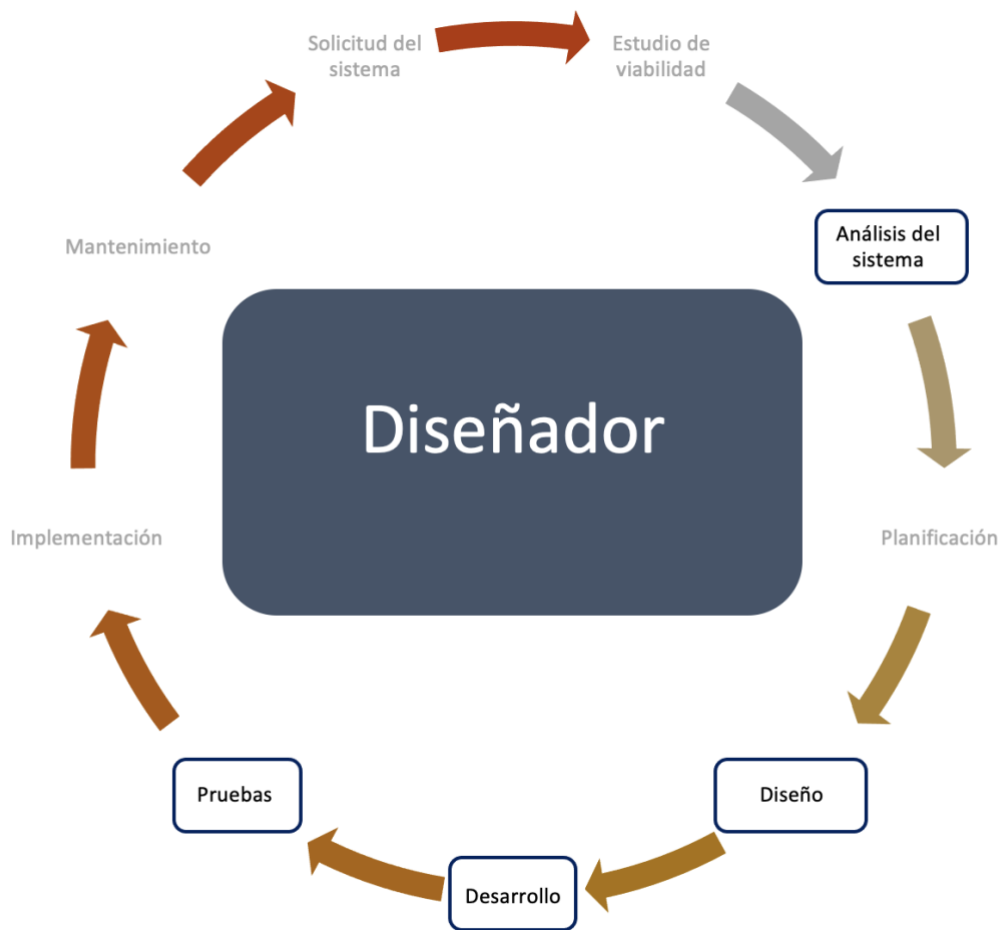 Solicitud del
sistema
Estudio de
viabilidad
Análisis del
sistema
Planificación
Diseño
Desarrollo
Pruebas
Implementación
Mantenimiento
Diseñador